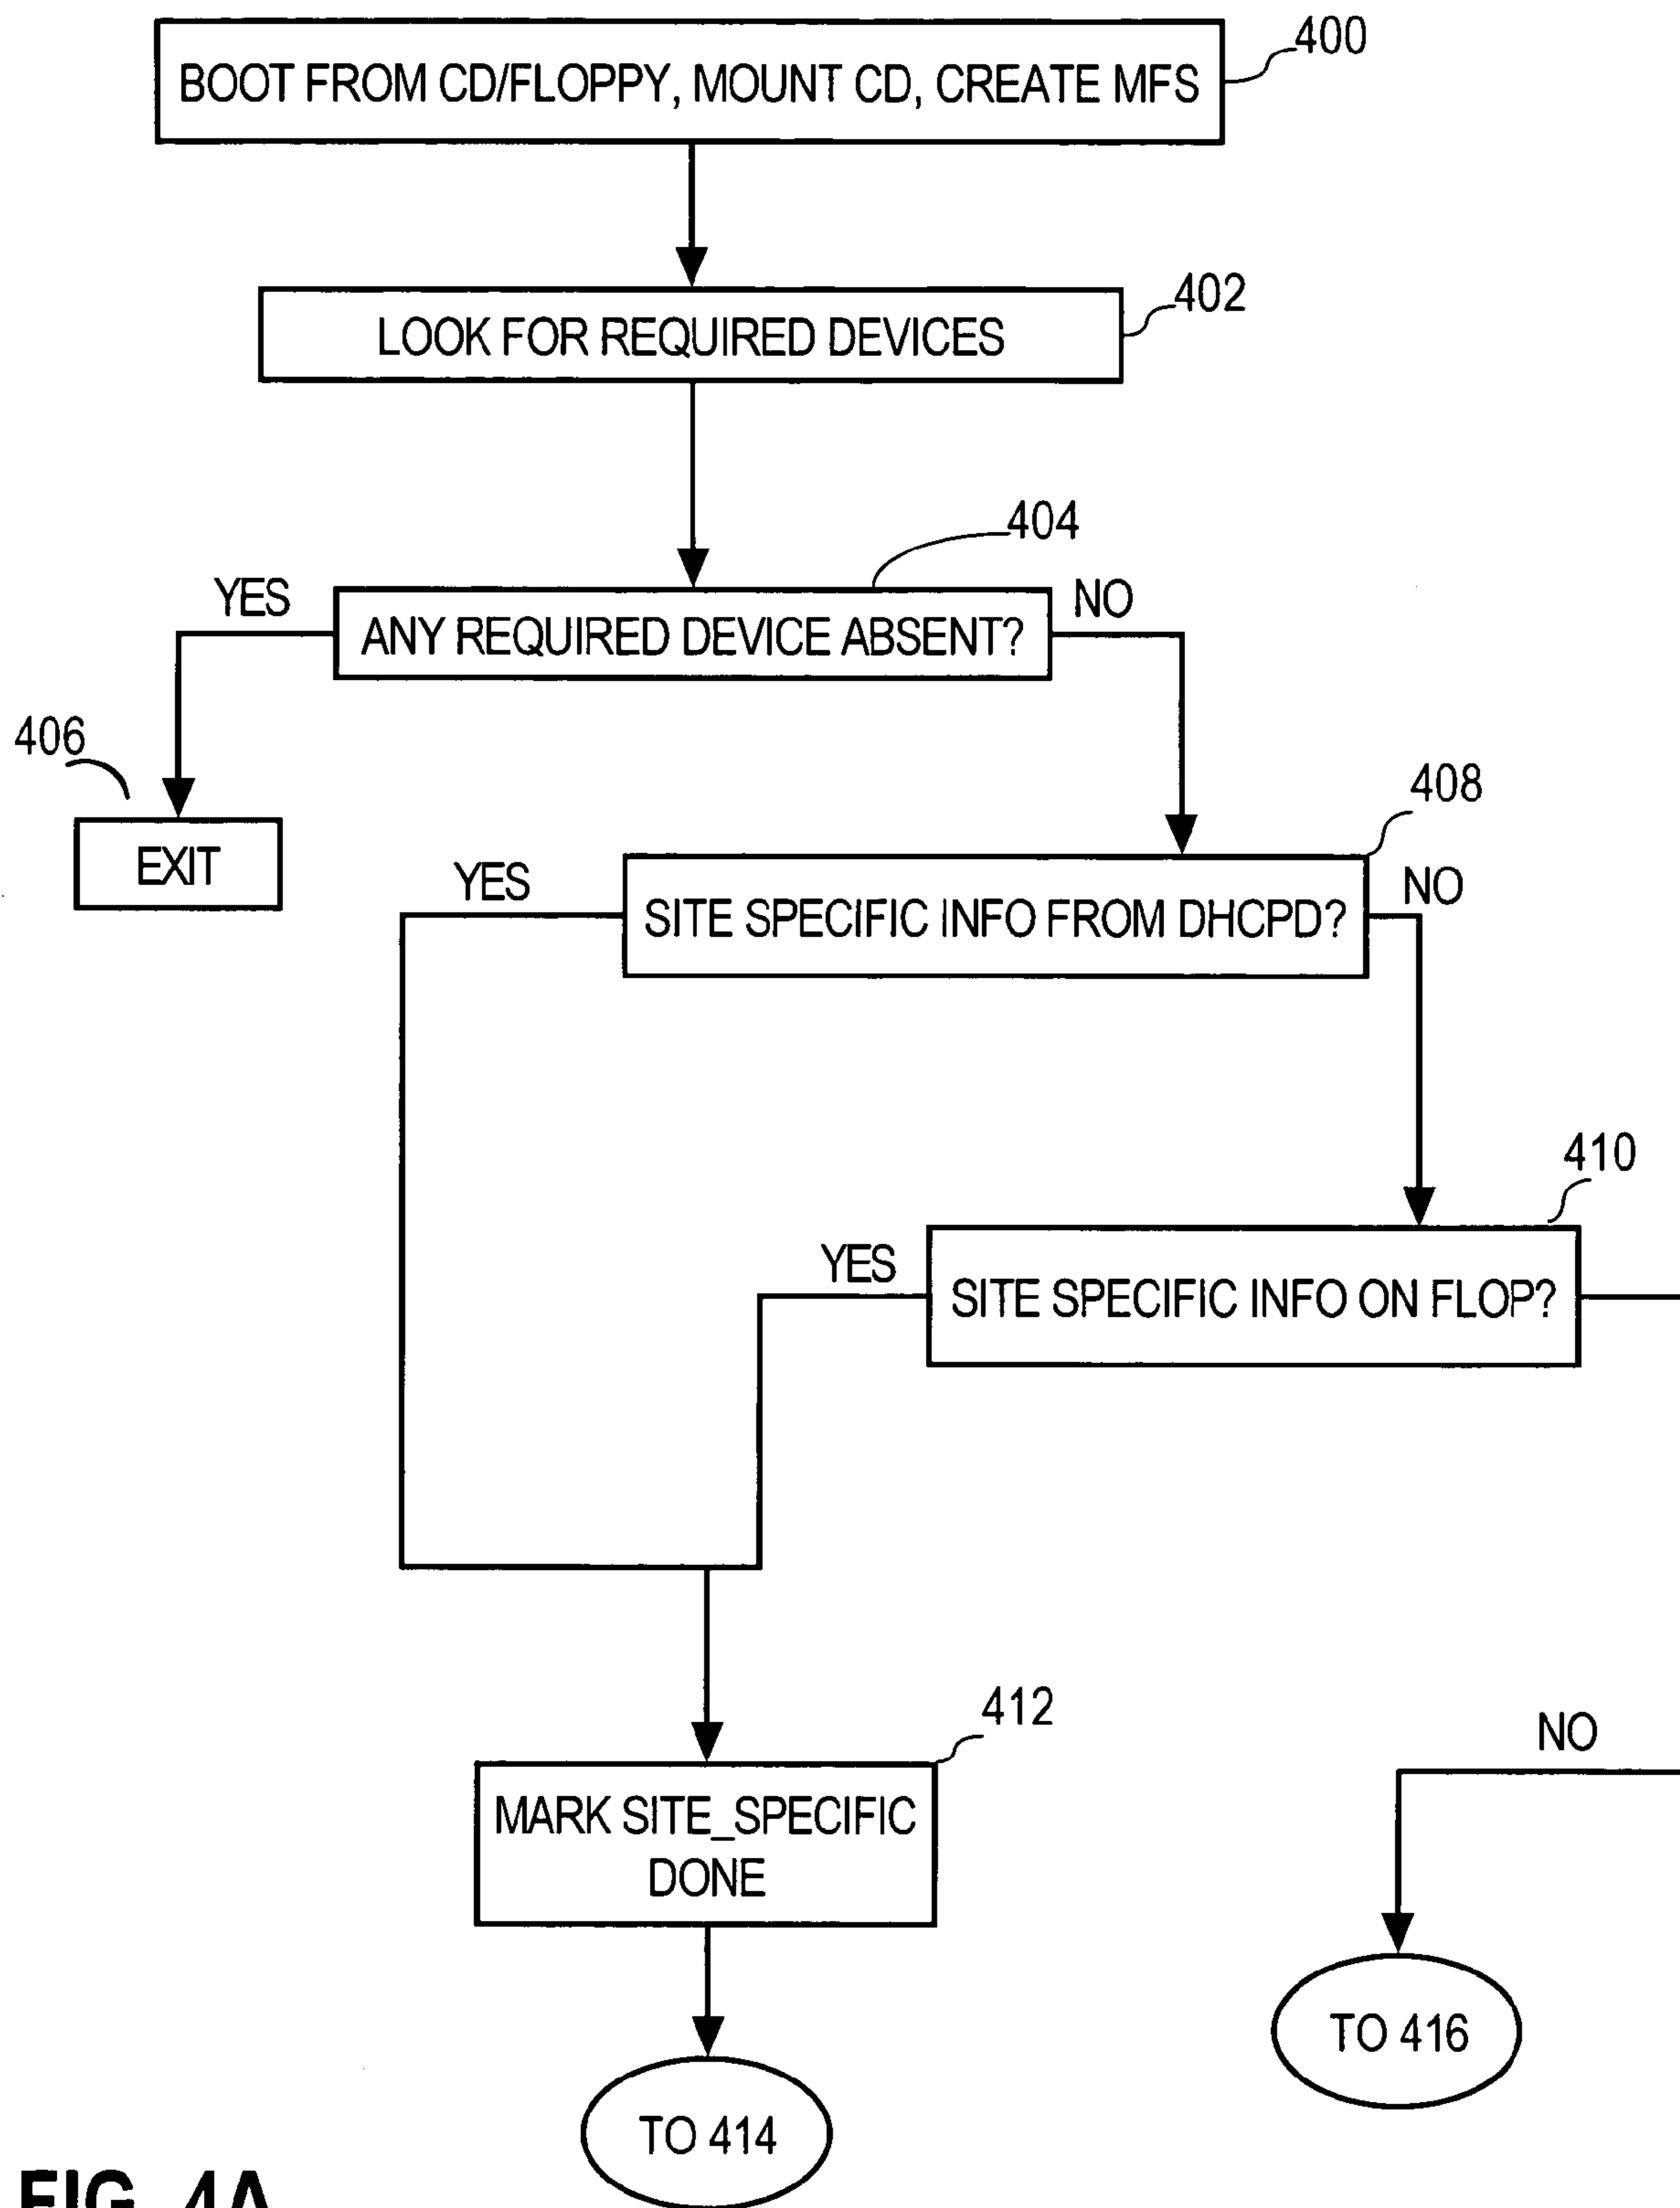 400
BOOT FROM CD/FLOPPY, MOUNT CD, CREATE MFS
402
LOOK FOR REQUIRED DEVICES
404
YES
NO
ANY REQUIRED DEVICE ABSENT?
406
408
EXIT
YES
NO
SITE SPECIFIC INFO FROM DHCPD?
410
YES
SITE SPECIFIC INFO ON FLOP?
412
NO
MARK SITE_SPECIFIC
DONE
TO 416
TO 414
FIG. 4A